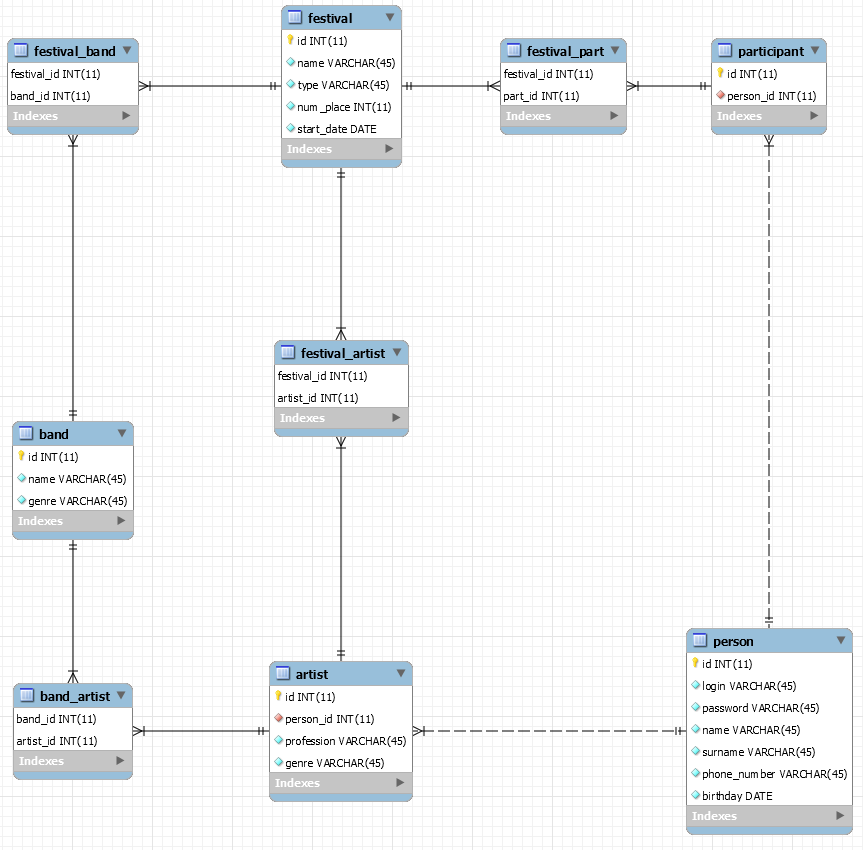 festival
id INT(11)
name VARCHAR(45)
type VARCHAR(45)
num_place INT(11)
start_date DATE
Indexes
festival_band
festival_id INT(11)
band_id INT(11)
Indexes
festival_part
festival_id INT(11)
part_id INT(11)
Indexes
participant
id INT(11)
person_id INT(11)
Indexes
festival_artist
festival_id INT(11)
artist_id INT(11)
Indexes
band
id INT(11)
name VARCHAR(45)
genre VARCHAR(45)
Indexes
band_artist
band_id INT(11)
artist_id INT(11)
Indexes
artist
id INT(11)
person_id INT(11)
profession VARCHAR(45)
genre VARCHAR(45)
Indexes
person
id INT(11)
login VARCHAR(45)
password VARCHAR(45)
name VARCHAR(45)
surname VARCHAR(45)
phone_number VARCHAR(45)
birthday DATE
Indexes